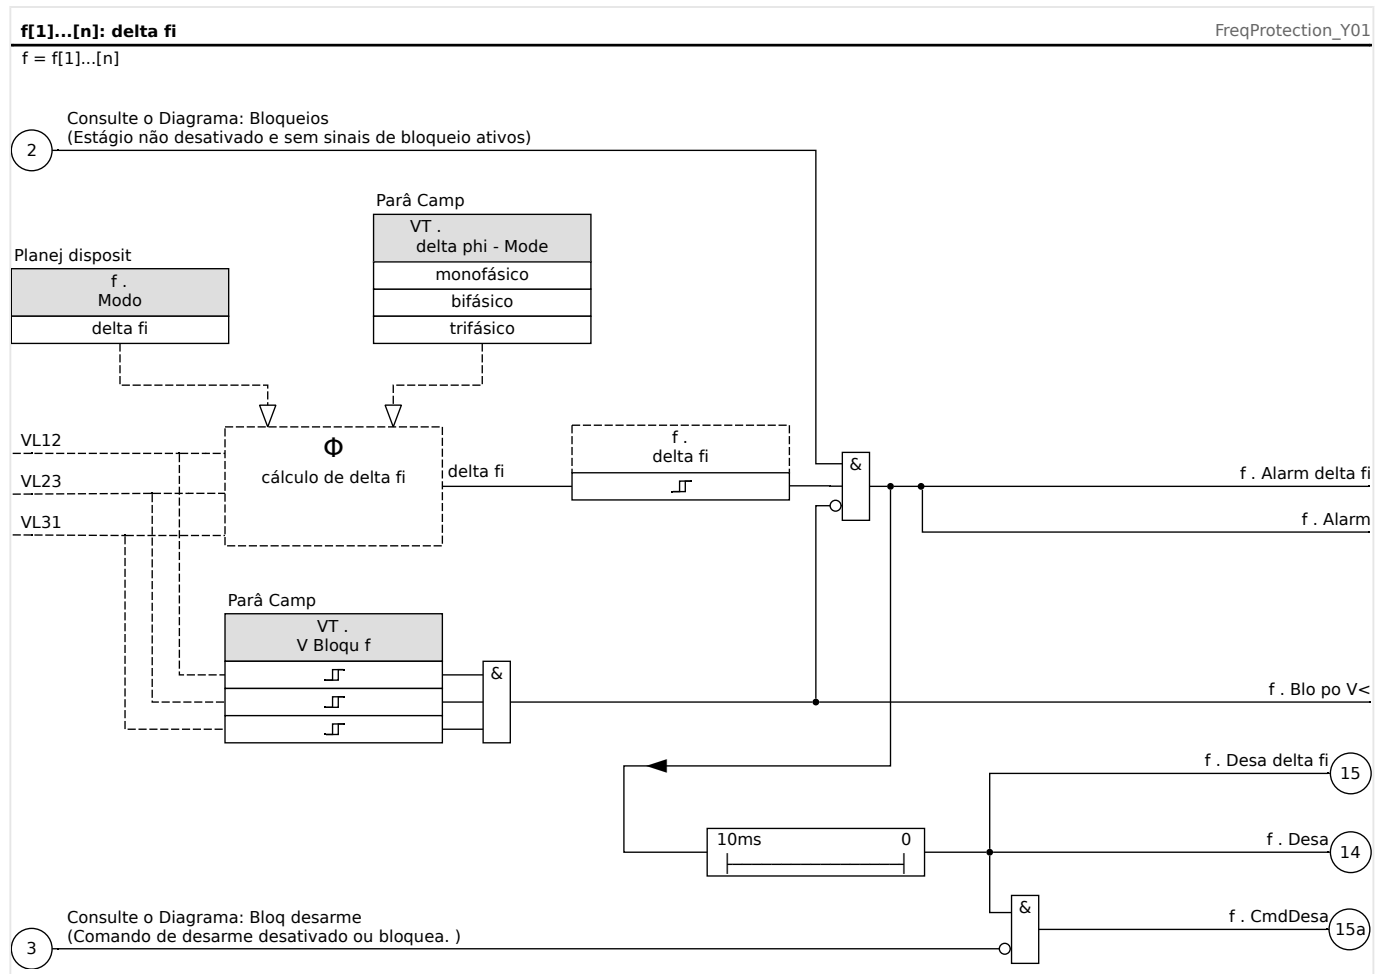 f[1]...[n]: delta fi
FreqProtection_Y01
f = f[1]...[n]
Consulte o Diagrama: Bloqueios
(Estágio não desativado e sem sinais de bloqueio ativos)
2
Parâ Camp
VT .
delta phi - Mode
monofásico
bifásico
trifásico
Planej disposit
f .
Modo
delta fi
VL12
VL23
VL31
Φ
cálculo de delta fi
delta fi
f .
delta fi
&
f . Alarm delta fi
f . Alarm
Parâ Camp
VT .
V Bloqu f
&
f . Blo po V<
f . Desa delta fi
15
10ms
0
f . Desa
14
&
f . CmdDesa
15a
Consulte o Diagrama: Bloq desarme
(Comando de desarme desativado ou bloquea. )
3